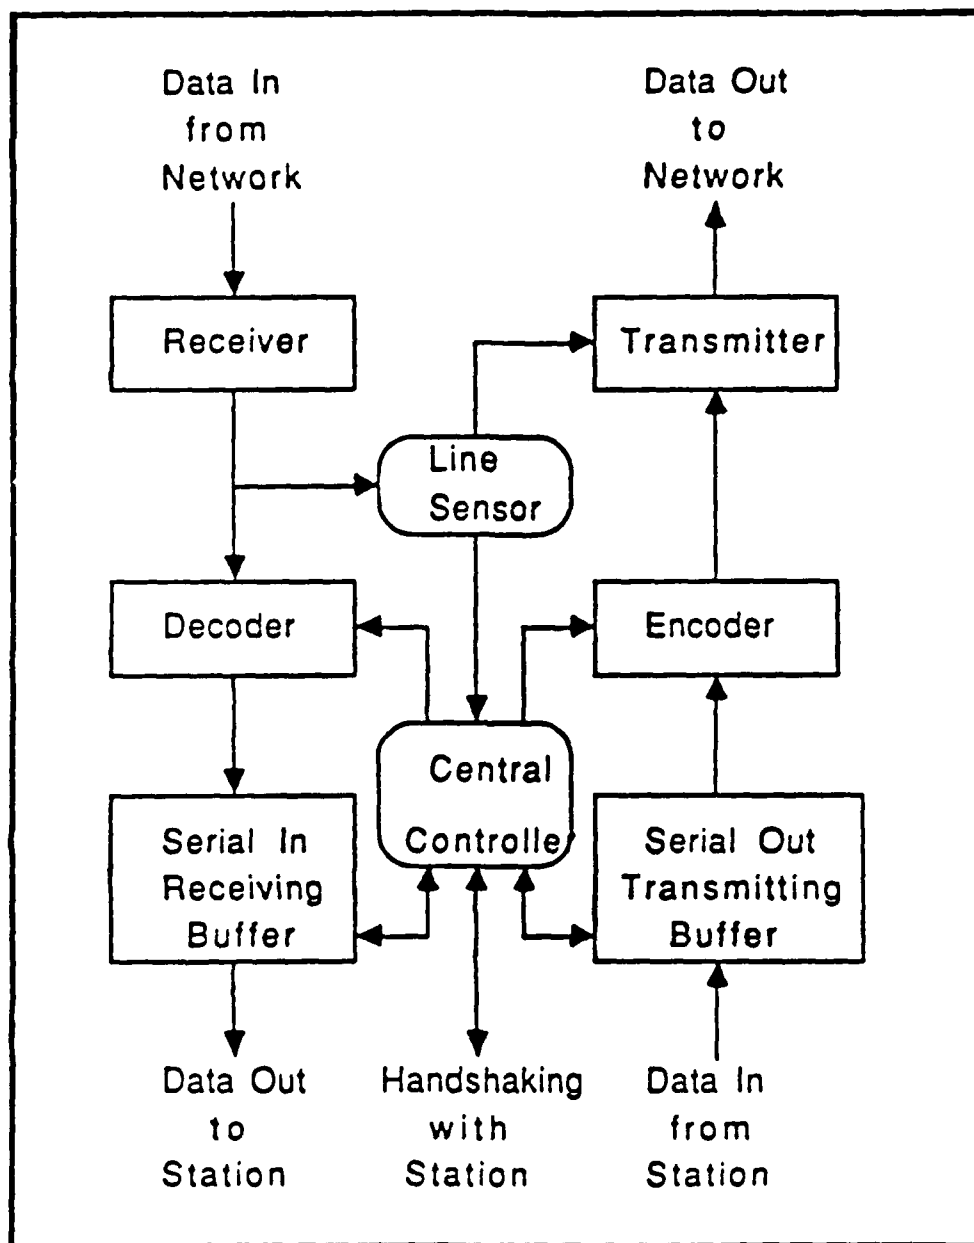 Data In
from
Network
Data Out
to
Network
Receiver
Transmitter
Line
Sensor
Decoder
Encoder
Central
Controller
Serial In
Receiving
Buffer
Serial Out
Transmitting
Buffer
Data Out
to
Station
Handshaking
with
Station
Data In
from
Station